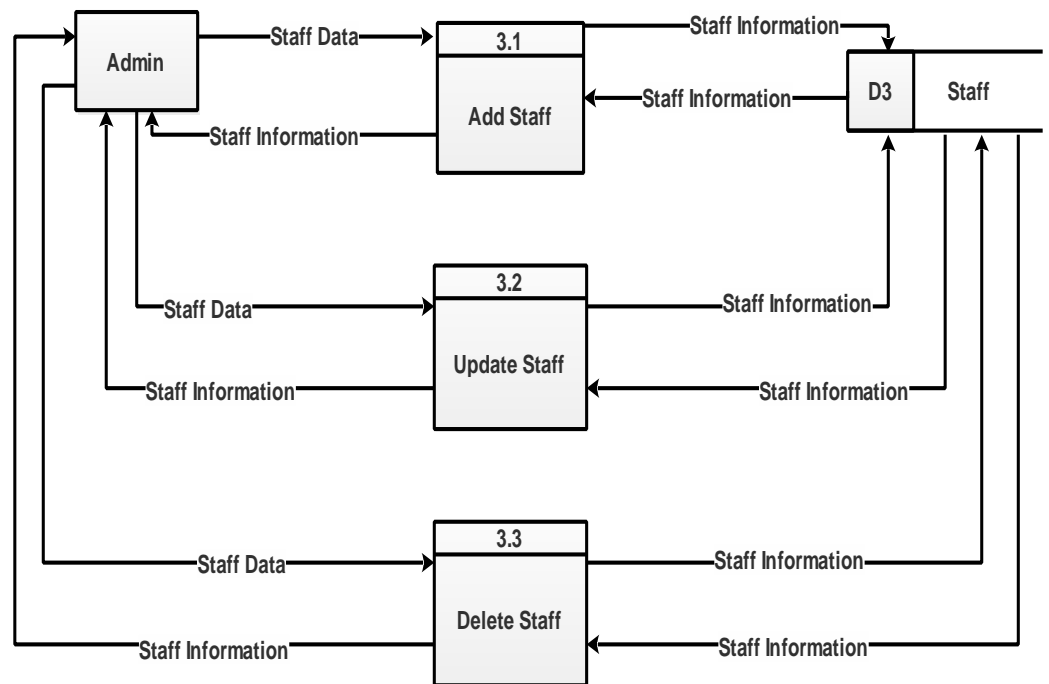 Admin
Staff Data
3.1
Add Staff
Staff Information
D3
Staff
Staff Information
Staff Information
3.2
Update Staff
Staff Data
Staff Information
Staff Information
Staff Information
3.3
Delete Staff
Staff Data
Staff Information
Staff Information
Staff Information